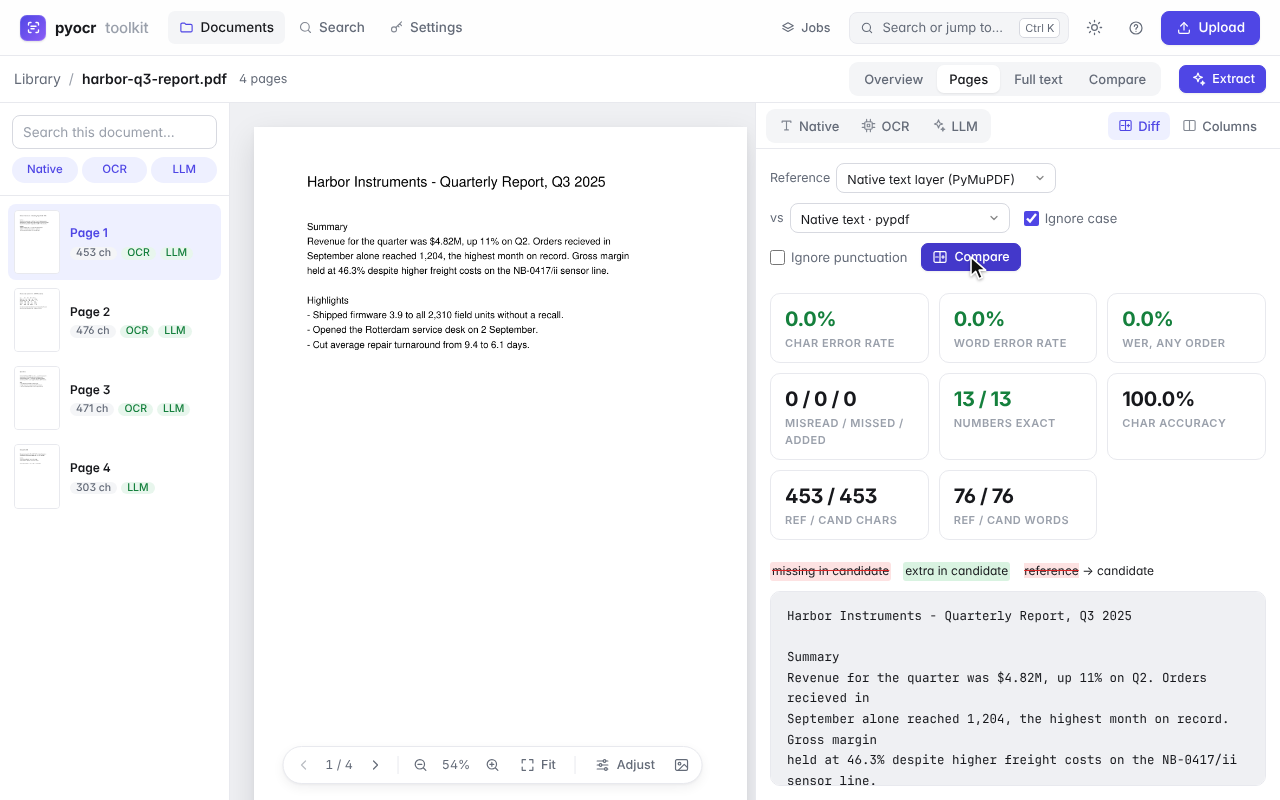 pyocr toolkit
Documents
Search
Settings
Jobs
Search or jump to...
Ctrl K
Upload
Library / harbor-q3-report.pdf 4 pages
Overview
Pages
Full text
Compare
Extract
Search this document...
Native
OCR
LLM
Page 1
453 ch OCR LLM
Page 2
476 ch OCR LLM
Page 3
471 ch OCR LLM
Page 4
303 ch LLM
Harbor Instruments - Quarterly Report, Q3 2025
Summary
Revenue for the quarter was $4.82M, up 11% on Q2. Orders recieved in
September alone reached 1,204, the highest month on record. Gross margin
held at 46.3% despite higher freight costs on the NB-0417/ii sensor line.
Highlights
- Shipped firmware 3.9 to all 2,310 field units without a recall.
- Opened the Rotterdam service desk on 2 September.
- Cut average repair turnaround from 9.4 to 6.1 days.
1 / 4
54%
Fit
Adjust
Native
OCR
LLM
Diff
Columns
Reference Native text layer (PyMuPDF)
vs Native text · pypdf
Ignore case
Ignore punctuation
Compare
0.0%
CHAR ERROR RATE
0.0%
WORD ERROR RATE
0.0%
WER, ANY ORDER
0 / 0 / 0
MISREAD / MISSED /
ADDED
13 / 13
NUMBERS EXACT
100.0%
CHAR ACCURACY
453 / 453
REF / CAND CHARS
76 / 76
REF / CAND WORDS
missing in candidate extra in candidate reference → candidate
Harbor Instruments - Quarterly Report, Q3 2025
Summary
Revenue for the quarter was $4.82M, up 11% on Q2. Orders
recieved in
September alone reached 1,204, the highest month on record.
Gross margin
held at 46.3% despite higher freight costs on the NB-0417/ii
sensor line.